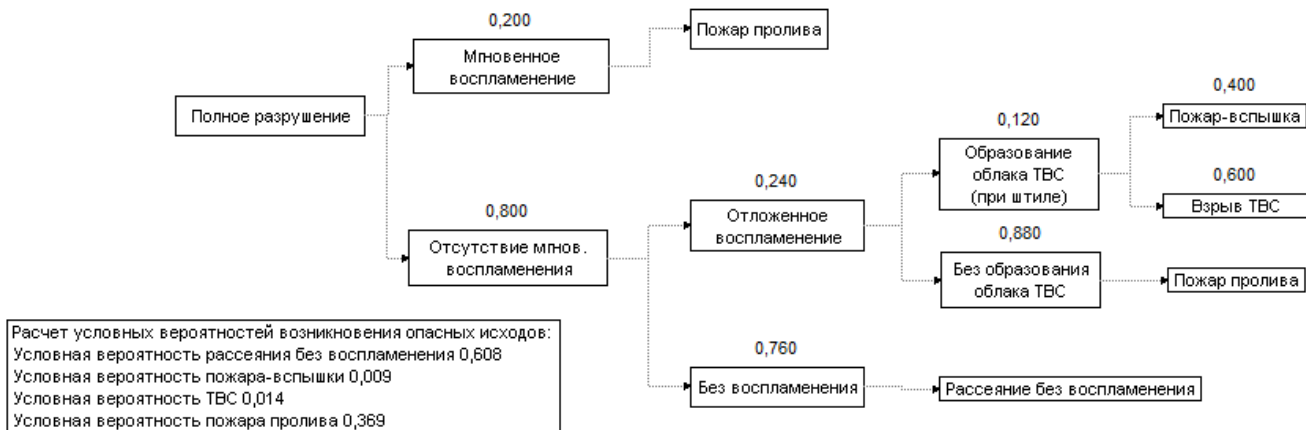 0,200
Мгновенное
воспламенение
Пожар пролива
Полное разрушение
0,800
Отсутствие мгнов.
воспламенения
0,240
Отложенное
воспламенение
0,120
Образование
облака ТВС
(при штиле)
0,400
Пожар-вспышка
0,600
Взрыв ТВС
0,880
Без образования
облака ТВС
Пожар пролива
0,760
Без воспламенения
Рассеяние без воспламенения
Расчет условных вероятностей возникновения опасных исходов:
Условная вероятность рассеяния без воспламенения 0,608
Условная вероятность пожара-вспышки 0,009
Условная вероятность ТВС 0,014
Условная вероятность пожара пролива 0,369